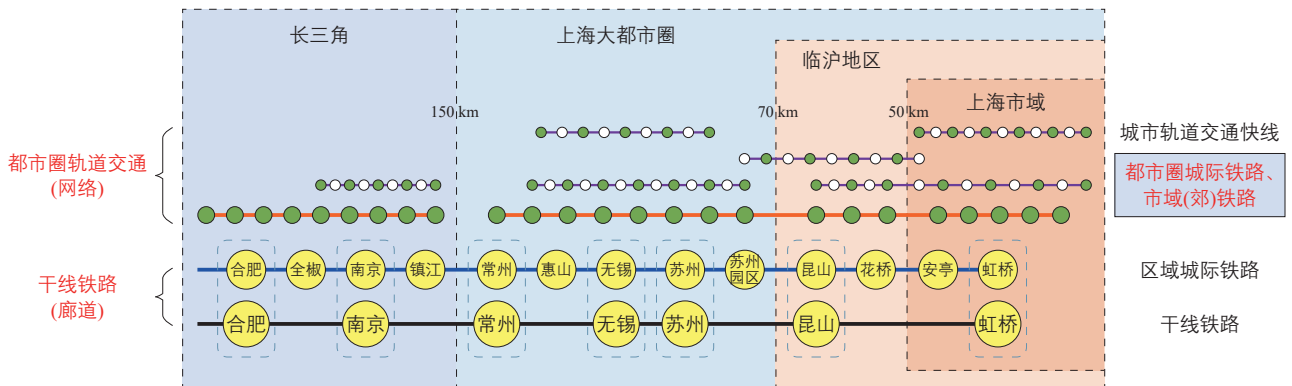 长三角
上海大都市圈
临沪地区
上海市域
150 km
70 km
50 km
城市轨道交通快线
都市圈轨道交通
(网络)
都市圈城际铁路、
市域(郊)铁路
干线铁路
(廊道)
合肥
全椒
南京
镇江
常州
惠山
无锡
苏州
苏州
园区
昆山
花桥
安亭
虹桥
区域城际铁路
合肥
南京
常州
无锡
苏州
昆山
虹桥
干线铁路